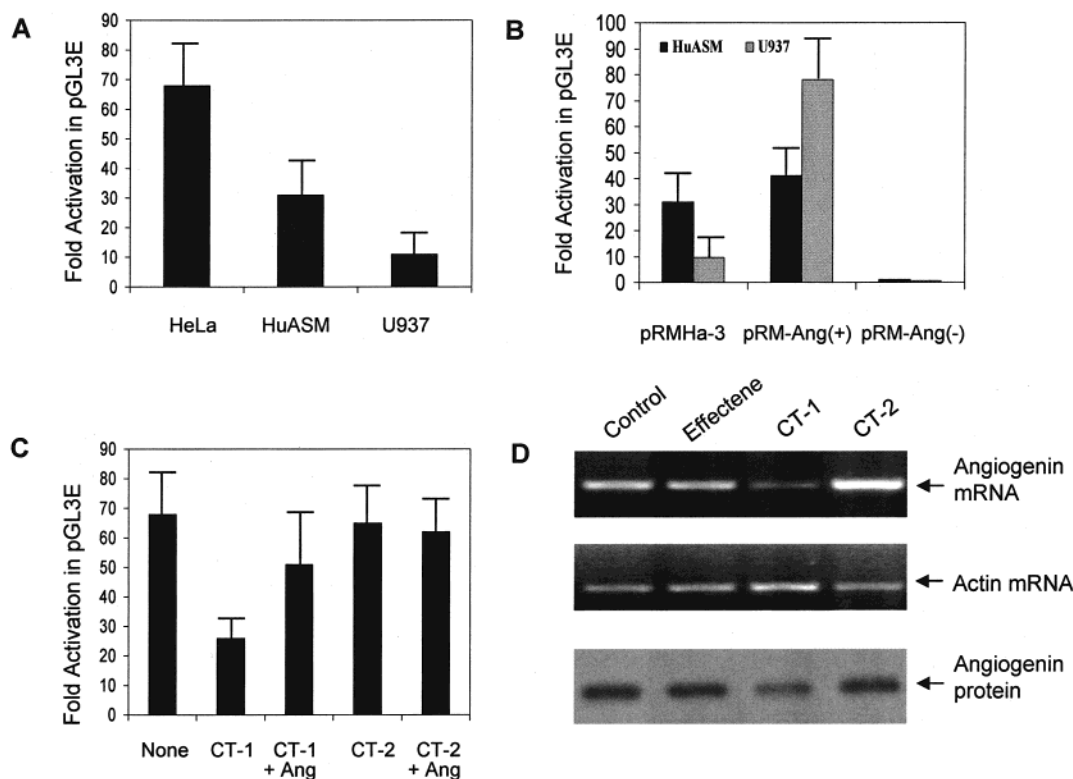 A
Fold Activation in pGL3E
90
80
70
60
50
40
30
20
10
0
HeLa
HuASM
U937
B
Fold Activation in pGL3E
100
90
80
70
60
50
40
30
20
10
0
HuASM
U937
pRMHa-3
pRM-Ang(+)
pRM-Ang(-)
C
Fold Activation in pGL3E
90
80
70
60
50
40
30
20
10
0
None
CT-1
CT-1
+ Ang
CT-2
CT-2
+ Ang
D
Control
Effectene
CT-1
CT-2
Angiogenin
mRNA
Actin mRNA
Angiogenin
protein